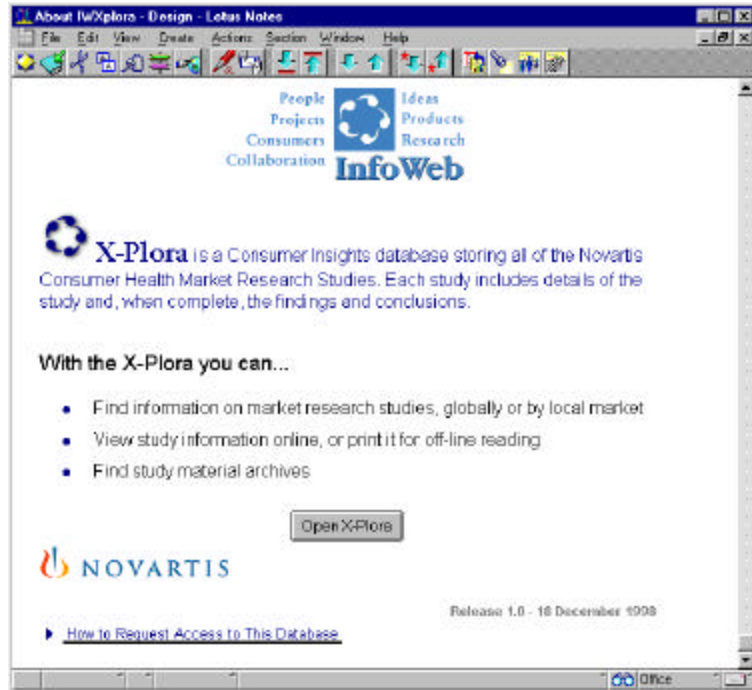 About IWXplora - Design - Lotus Notes
File Edit View Create Actions Section Window Help
People Ideas
Projects Products
Consumers Research
Collaboration InfoWeb
X-Plora is a Consumer Insights database storing all of the Novartis
Consumer Health Market Research Studies. Each study includes details of the
study and, when complete, the findings and conclusions.
With the X-Plora you can...
Find information on market research studies, globally or by local market
View study information online, or print it for off-line reading
Find study material archives
Open X-Plora
NOVARTIS
Release 1.0 - 18 December 1998
How to Request Access to This Database
Office